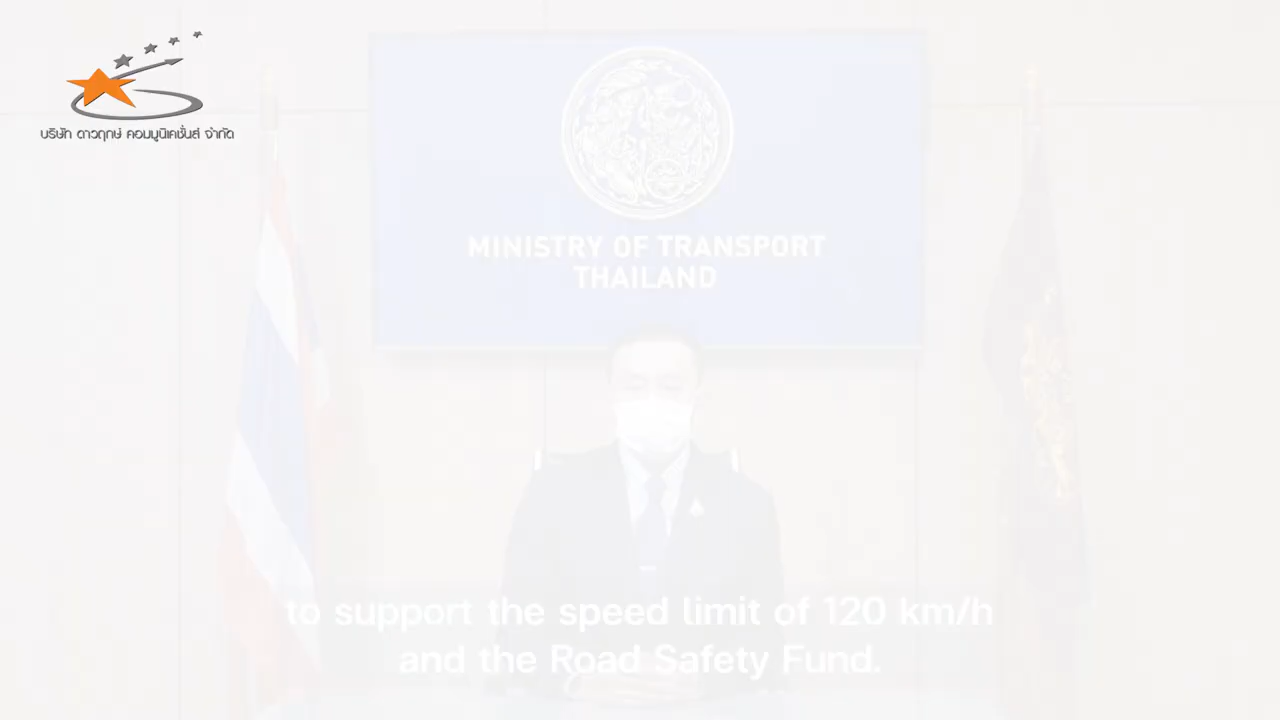 บริษัท ดาวฤกษ์ คอมมูนิเคชั่นส์ จำกัด
MINISTRY OF TRANSPORT
THAILAND
to support the speed limit of 120 km/h
and the Road Safety Fund.